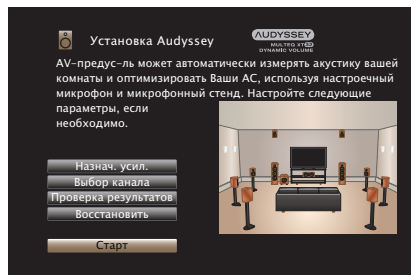 Установка Audyssey
AUDYSSEY
MULTEQ XT32
DYNAMIC VOLUME
AV-предус-ль может автоматически измерять акустику вашей
комнаты и оптимизировать Ваши АС, используя настроечный
микрофон и микрофонный стенд. Настройте следующие
параметры, если
необходимо.
Назнач. усил.
Выбор канала
Проверка результатов
Восстановить
Старт